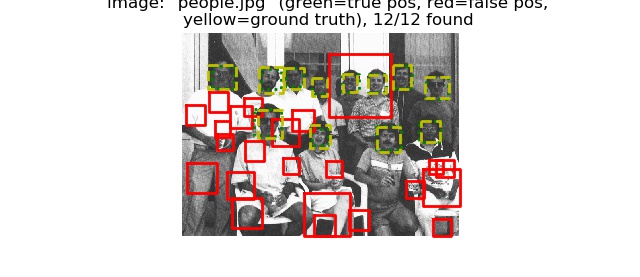 image: "people.jpg" (green=true pos, red=false pos,
yellow=ground truth), 12/12 found